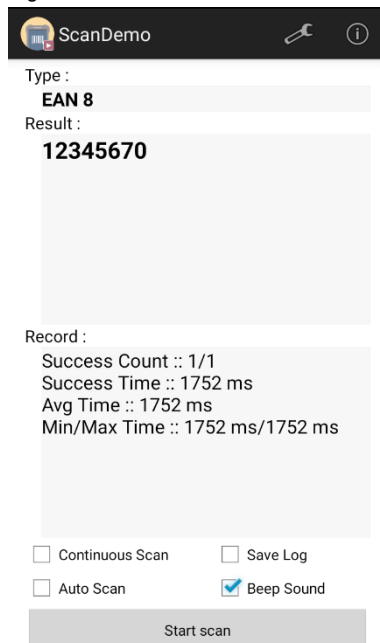 ScanDemo
Type :
EAN 8
Result :
12345670
Record :
Success Count :: 1/1
Success Time :: 1752 ms
Avg Time :: 1752 ms
Min/Max Time :: 1752 ms/1752 ms
Continuous Scan
Save Log
Auto Scan
Beep Sound
Start scan